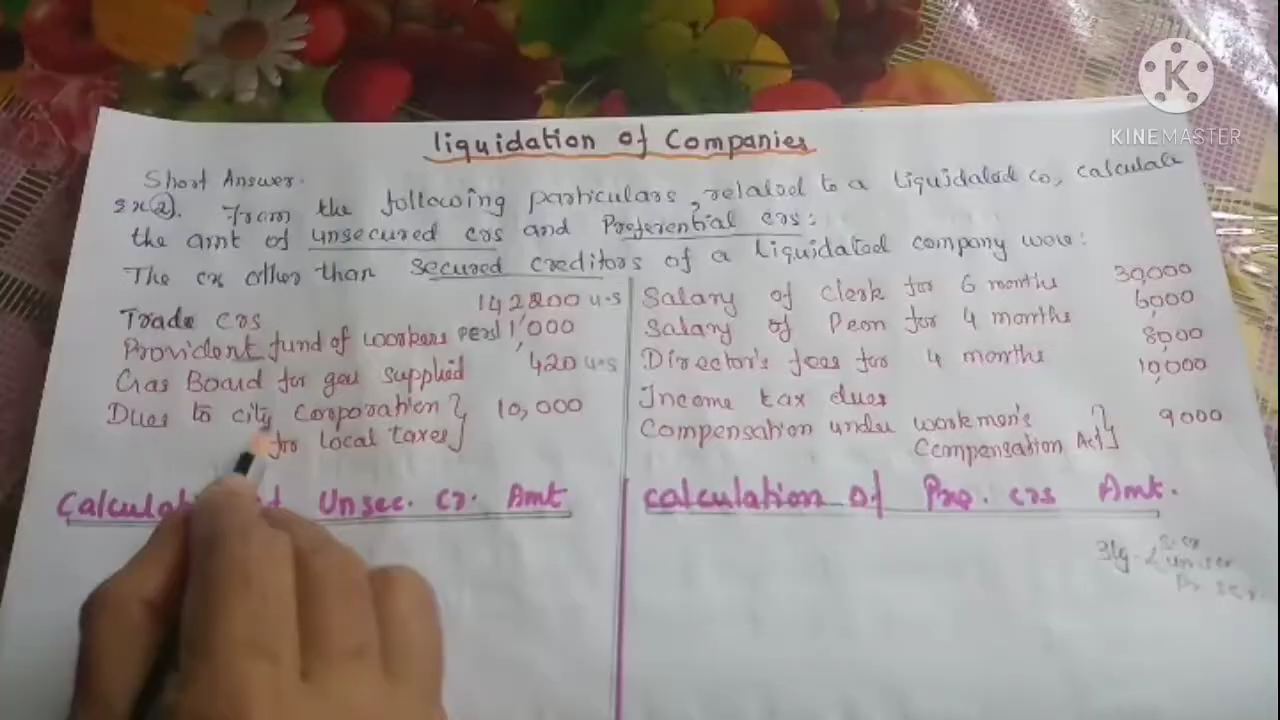 KINEMASTER
liquidation of Companies
Short Answer.
From the following particulars, related to a liquidated co, calculate
the amt of unsecured crs and Preferential crs:
The cr other than secured creditors of a liquidated company were:
Trade crs 142200 u-s
Provident fund of workers 1,000
Gas Board for gas supplied 420 u-s
Dues to city Corporation 10,000
for local taxes
Salary of clerk for 6 months 30,000
Salary of Peon for 4 months 6,000
Director's fees for 4 months 8,000
Income tax dues 10,000
Compensation under workmen's 9000
Compensation Act
Unsec. Cr. Amt
calculation of Pre. crs Amt.